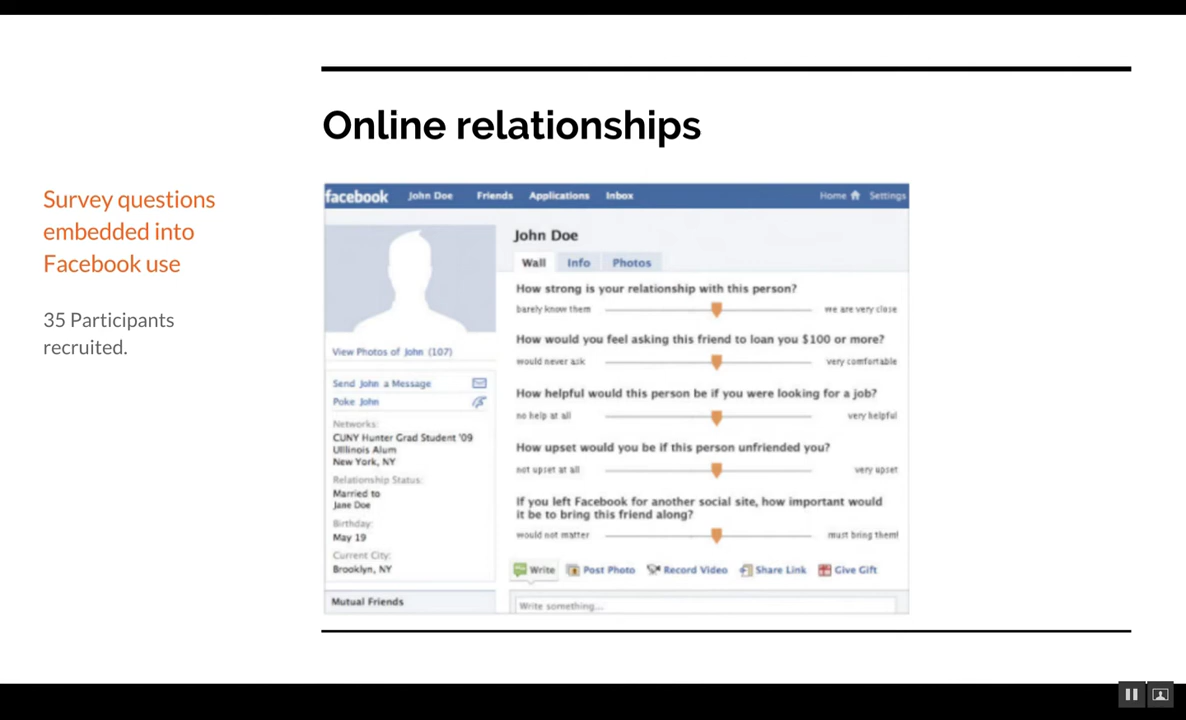 Online relationships
Survey questions
embedded into
Facebook use
35 Participants
recruited.
facebook John Doe Friends Applications Inbox Home Settings
John Doe
Wall Info Photos
How strong is your relationship with this person?
barely know them we are very close
How would you feel asking this friend to loan you $100 or more?
would never ask very comfortable
How helpful would this person be if you were looking for a job?
no help at all very helpful
How upset would you be if this person unfriended you?
not upset at all very upset
If you left Facebook for another social site, how important would
it be to bring this friend along?
would not matter must bring them!
Write Post Photo Record Video Share Link Give Gift
Write something...
View Photos of John (107)
Send John a Message
Poke John
Networks:
CUNY Hunter Grad Student '09
UIllinois Alum
New York, NY
Relationship Status:
Married to
Jane Doe
Birthday:
May 19
Current City:
Brooklyn, NY
Mutual Friends